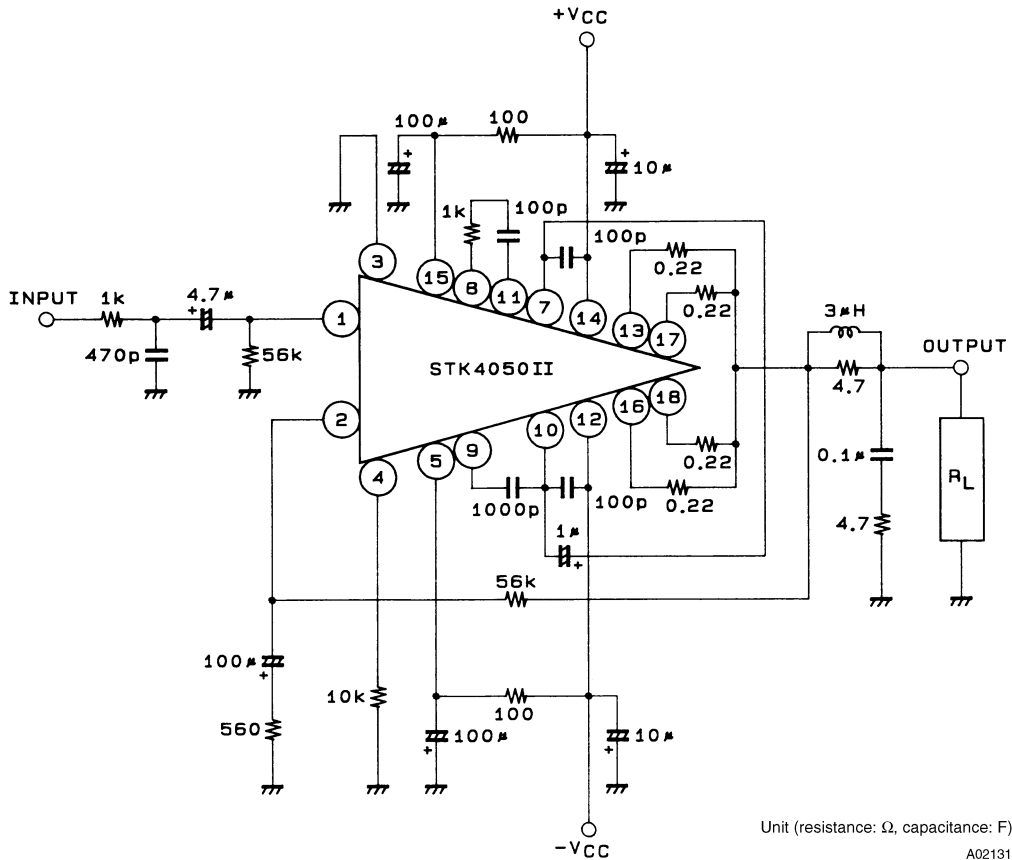 +VCC
100µ
100
+
+
10µ
1k
100p
100p
3
15
8
11
7
14
13
17
0.22
0.22
INPUT
1k
4.7µ
+
1
470p
56k
STK4050II
3µH
4.7
OUTPUT
2
4
5
9
10
12
16
18
0.22
0.22
1000p
100p
1µ
+
0.1µ
4.7
RL
56k
100µ
+
560
10k
100
100µ
+
10µ
+
-VCC
Unit (resistance: Ω, capacitance: F)
A02131